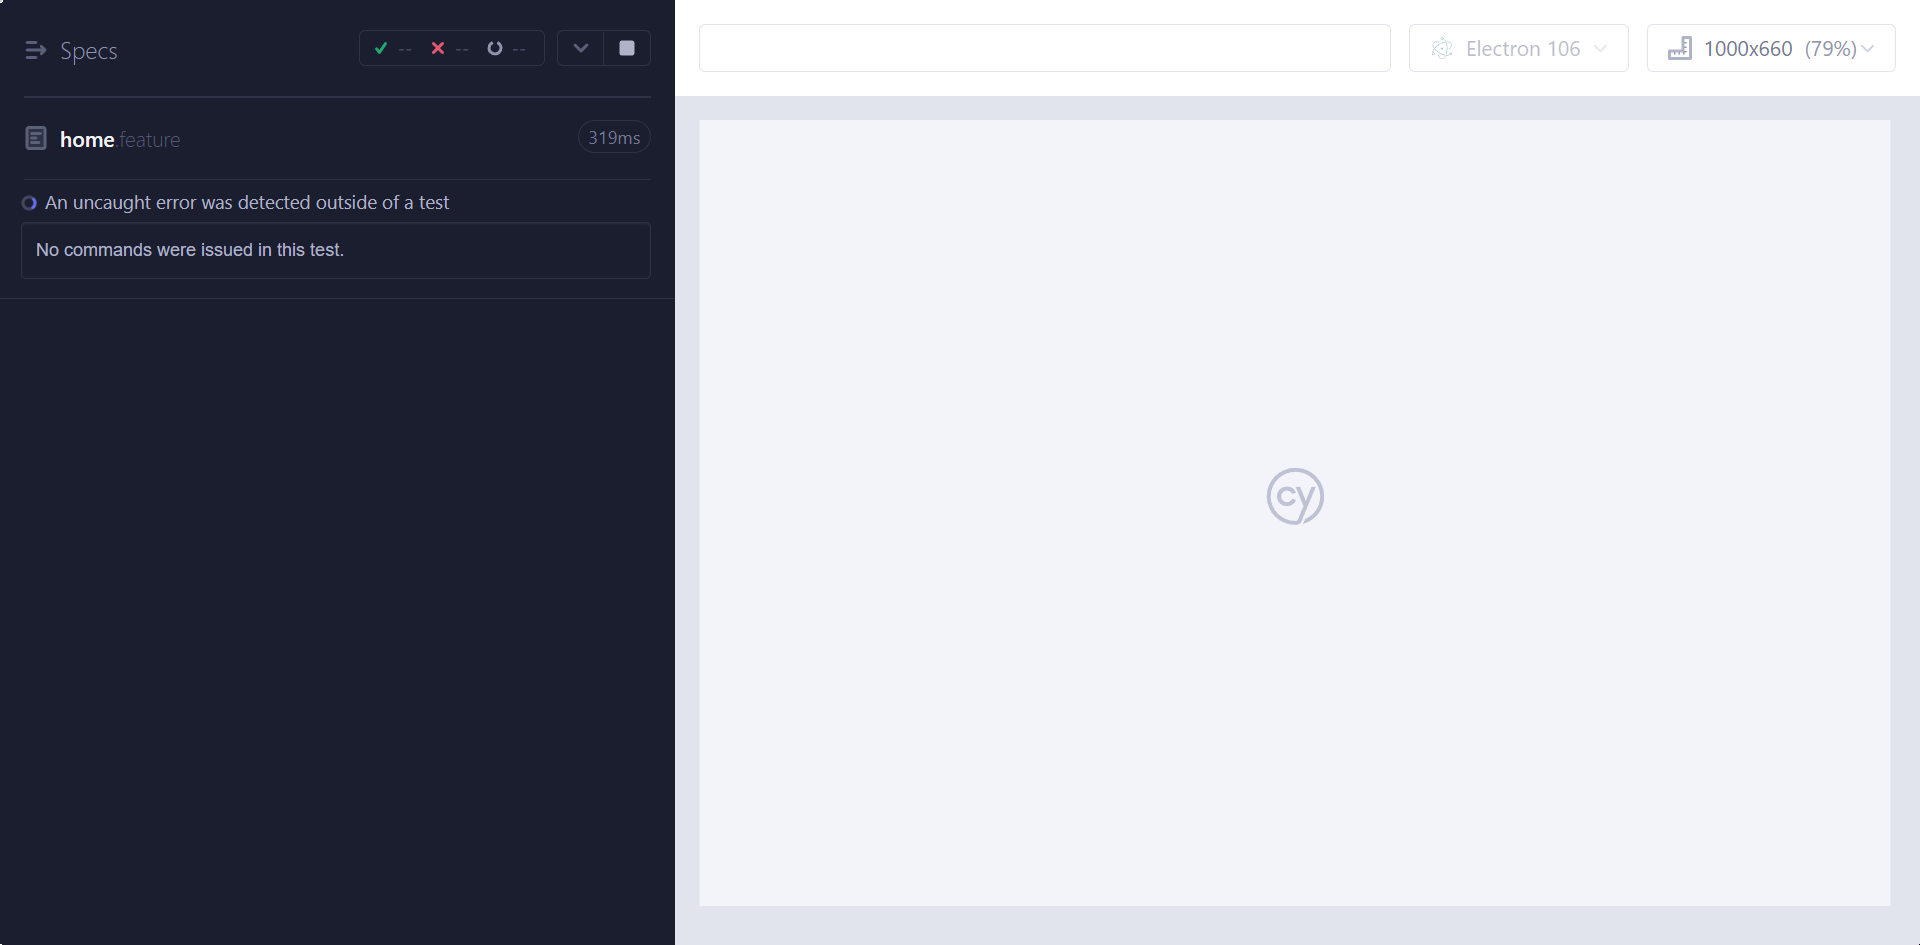 Specs
-- -- --
home.feature
319ms
An uncaught error was detected outside of a test
No commands were issued in this test.
Electron 106
1000x660 (79%)
cy